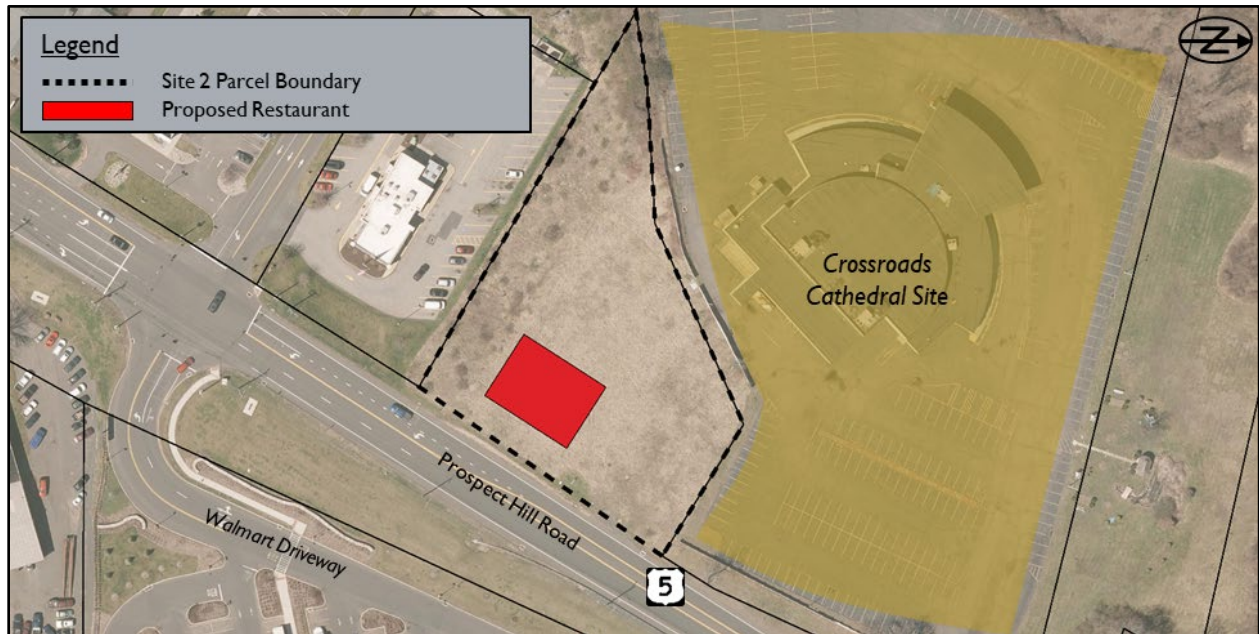 Legend
Site 2 Parcel Boundary
Proposed Restaurant
Z
Crossroads
Cathedral Site
Prospect Hill Road
Walmart Driveway
5